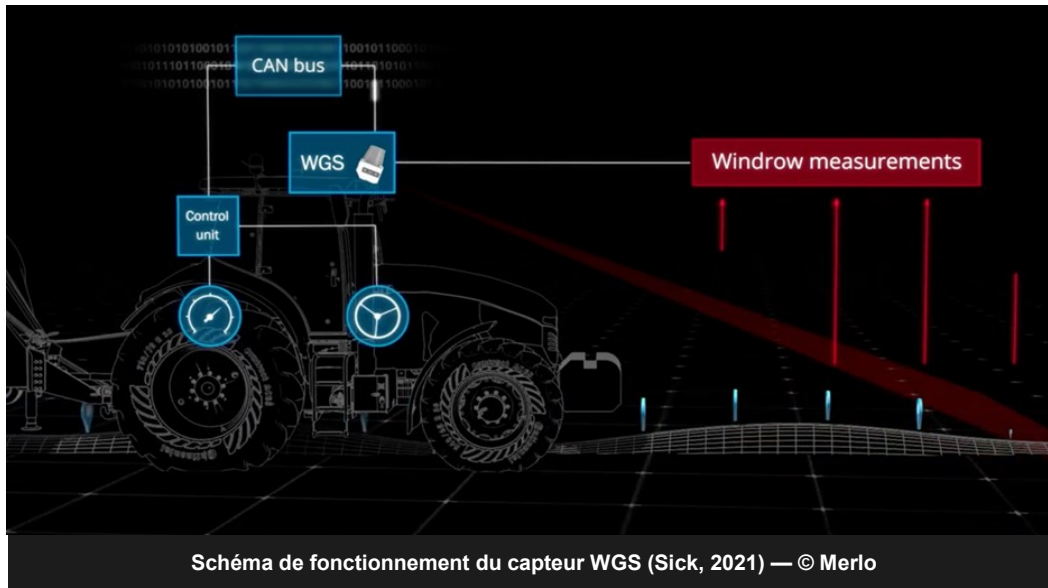 CAN bus
WGS
Windrow measurements
Control
unit
Schéma de fonctionnement du capteur WGS (Sick, 2021) — © Merlo